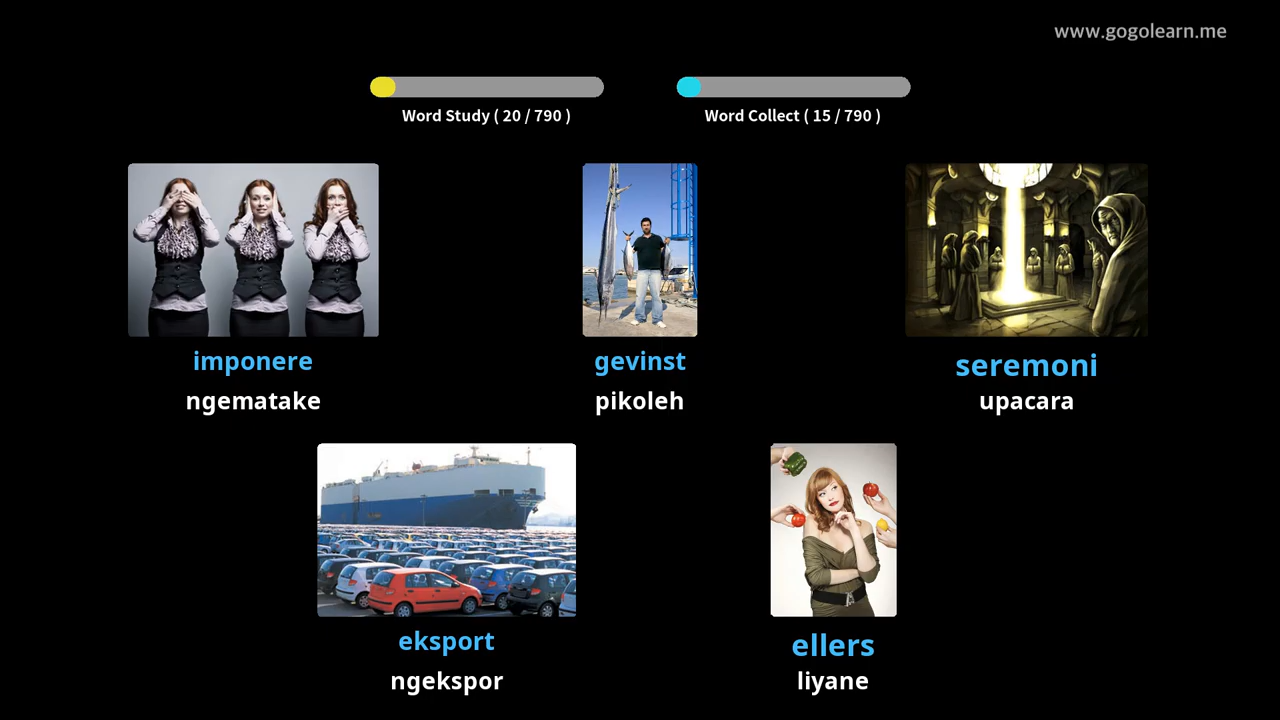 www.gogolearn.me
Word Study ( 20 / 790 )
Word Collect ( 15 / 790 )
imponere
ngematake
gevinst
pikoleh
seremoni
upacara
eksport
ngekspor
ellers
liyane